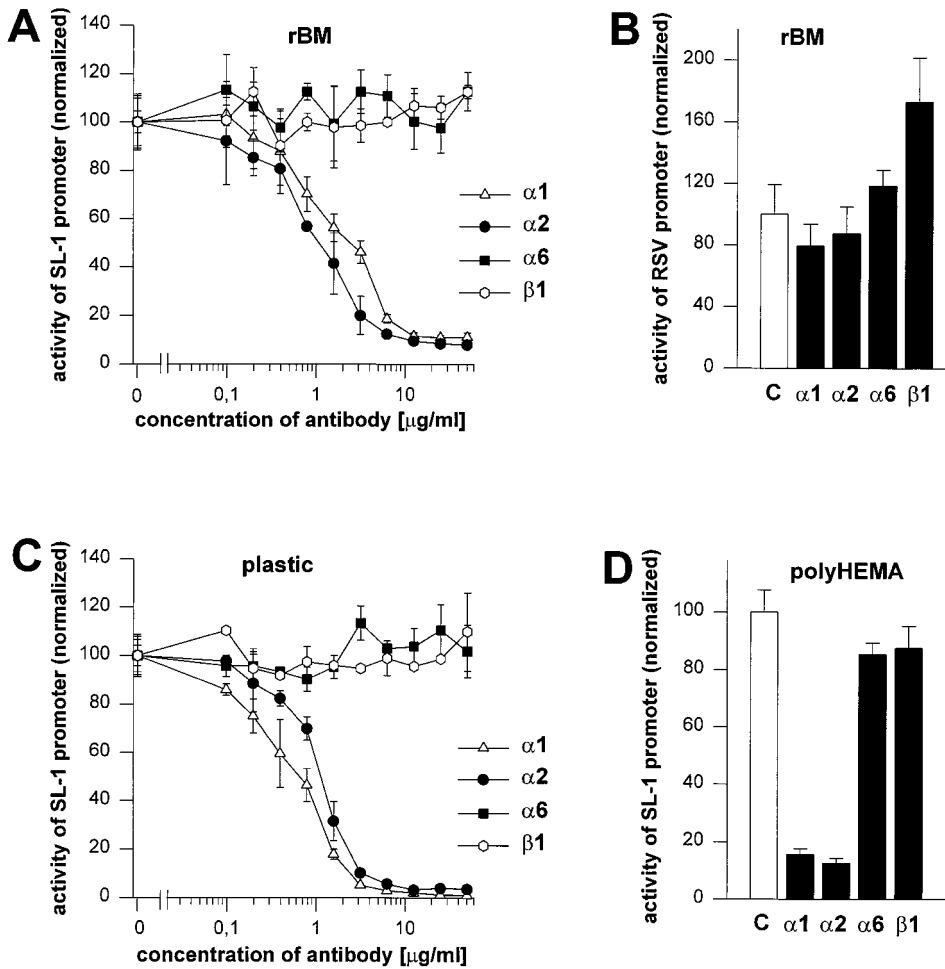 A
rBM
activity of SL-1 promoter (normalized)
140
120
100
80
60
40
20
0
α1
α2
α6
β1
0
0,1
1
10
concentration of antibody [μg/ml]
B
rBM
activity of RSV promoter (normalized)
200
160
120
80
40
0
C α1 α2 α6 β1
C
plastic
activity of SL-1 promoter (normalized)
140
120
100
80
60
40
20
0
α1
α2
α6
β1
0
0,1
1
10
concentration of antibody [μg/ml]
D
polyHEMA
activity of SL-1 promoter (normalized)
100
80
60
40
20
0
C α1 α2 α6 β1